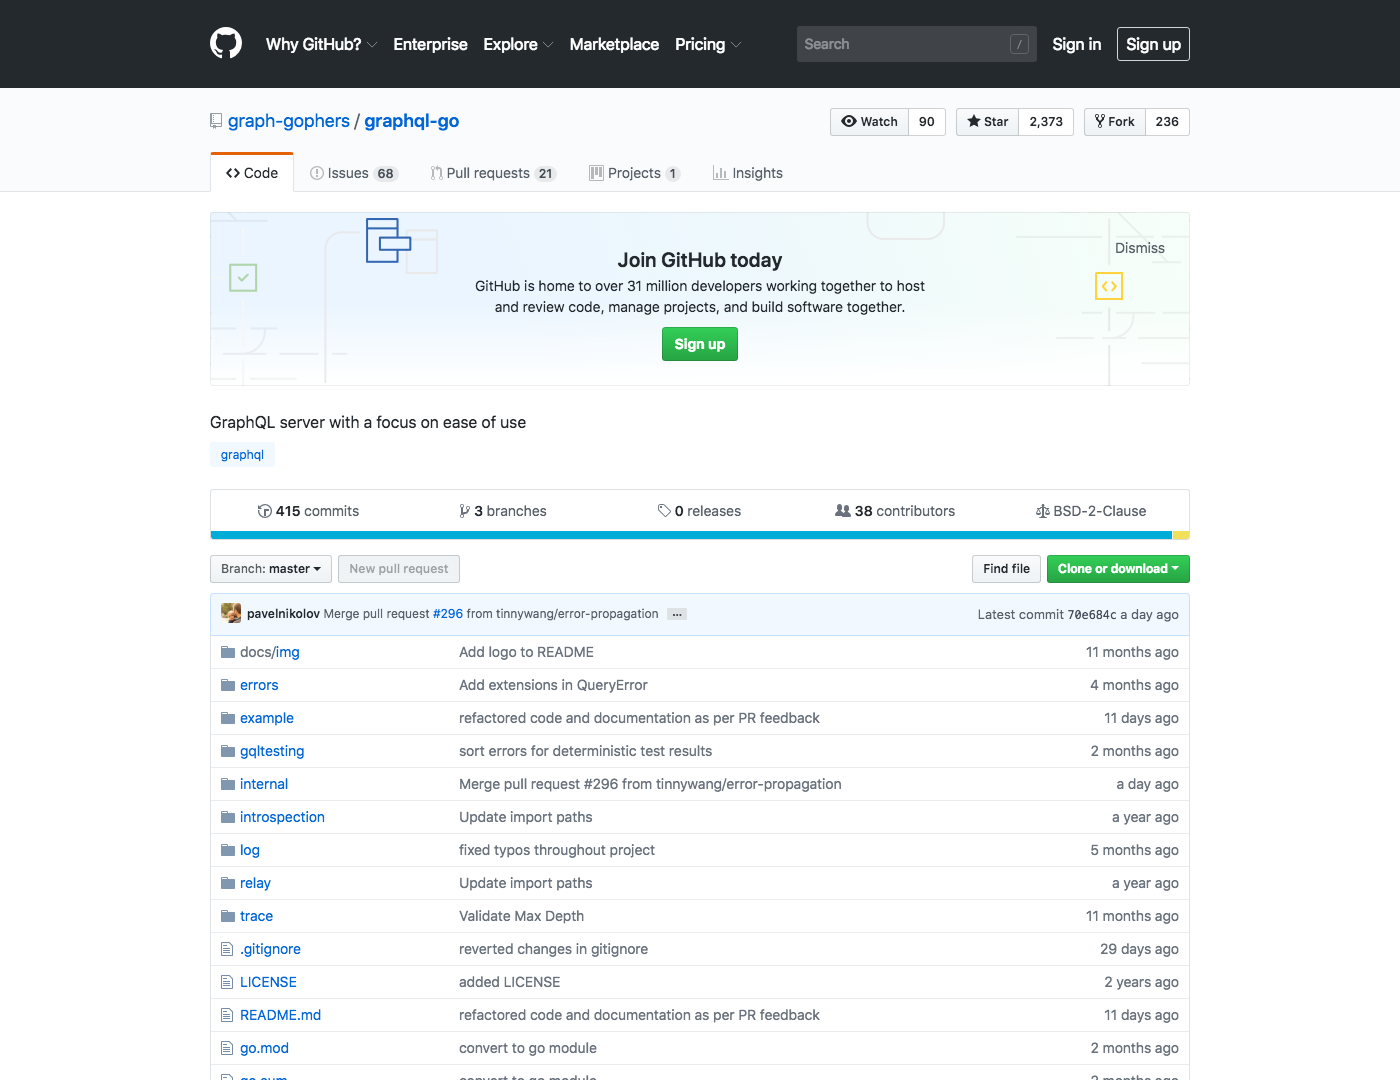 Why GitHub? Enterprise Explore Marketplace Pricing Search / Sign in Sign up
graph-gophers / graphql-go Watch 90 Star 2,373 Fork 236
Code Issues 68 Pull requests 21 Projects 1 Insights
Dismiss
Join GitHub today
GitHub is home to over 31 million developers working together to host
and review code, manage projects, and build software together.
Sign up
GraphQL server with a focus on ease of use
graphql
415 commits 3 branches 0 releases 38 contributors BSD-2-Clause
Branch: master New pull request Find file Clone or download
pavelnikolov Merge pull request #296 from tinnywang/error-propagation … Latest commit 70e684c a day ago
docs/img Add logo to README 11 months ago
errors Add extensions in QueryError 4 months ago
example refactored code and documentation as per PR feedback 11 days ago
gqltesting sort errors for deterministic test results 2 months ago
internal Merge pull request #296 from tinnywang/error-propagation a day ago
introspection Update import paths a year ago
log fixed typos throughout project 5 months ago
relay Update import paths a year ago
trace Validate Max Depth 11 months ago
.gitignore reverted changes in gitignore 29 days ago
LICENSE added LICENSE 2 years ago
README.md refactored code and documentation as per PR feedback 11 days ago
go.mod convert to go module 2 months ago
go.sum convert to go module 2 months ago